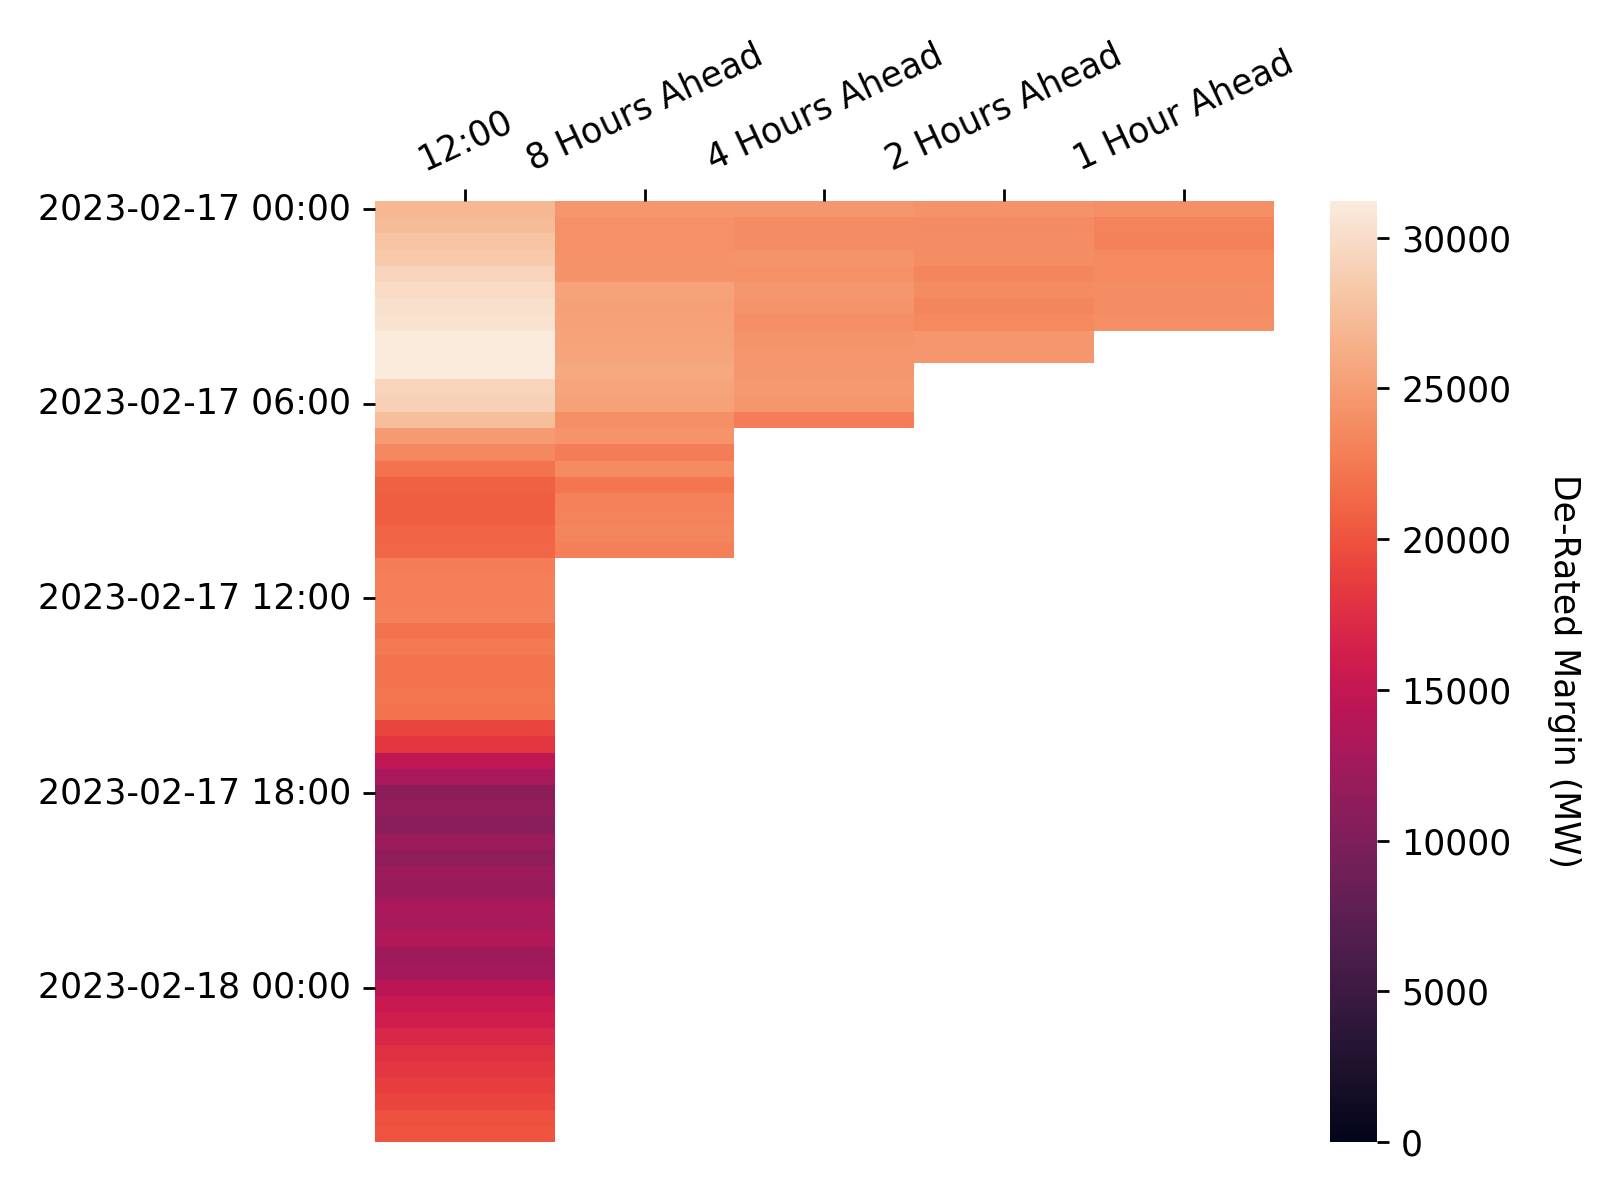 12:00
8 Hours Ahead
4 Hours Ahead
2 Hours Ahead
1 Hour Ahead
2023-02-17 00:00
2023-02-17 06:00
2023-02-17 12:00
2023-02-17 18:00
2023-02-18 00:00
30000
25000
20000
15000
10000
5000
0
De-Rated Margin (MW)